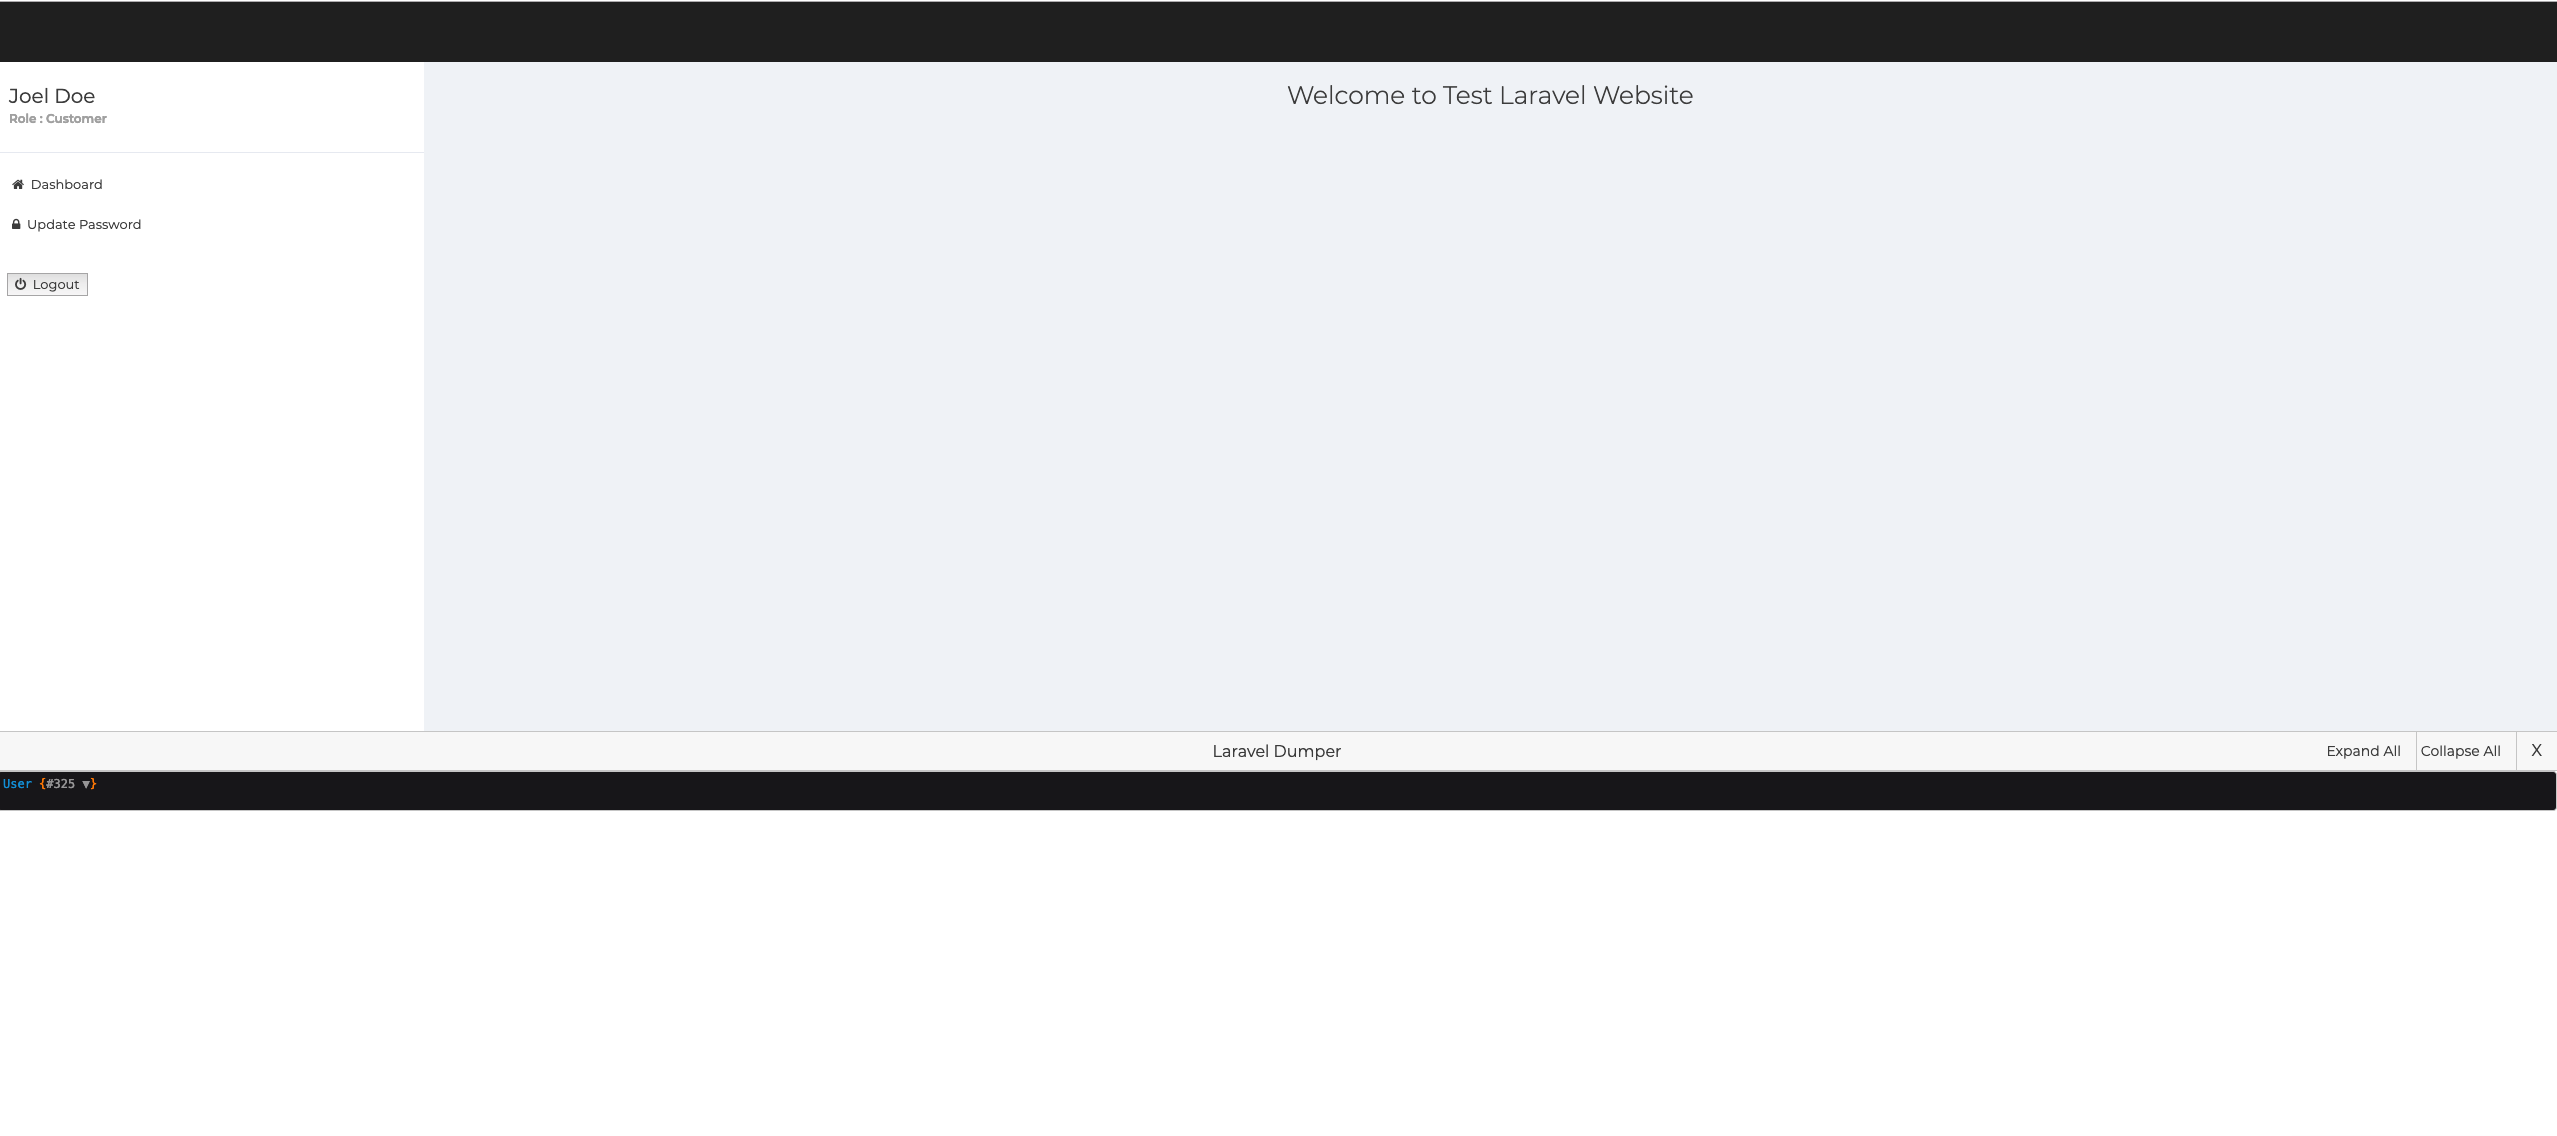 Joel Doe
Role : Customer
Welcome to Test Laravel Website
Dashboard
Update Password
Logout
Laravel Dumper
Expand All
Collapse All
X
User {#325 ▼}